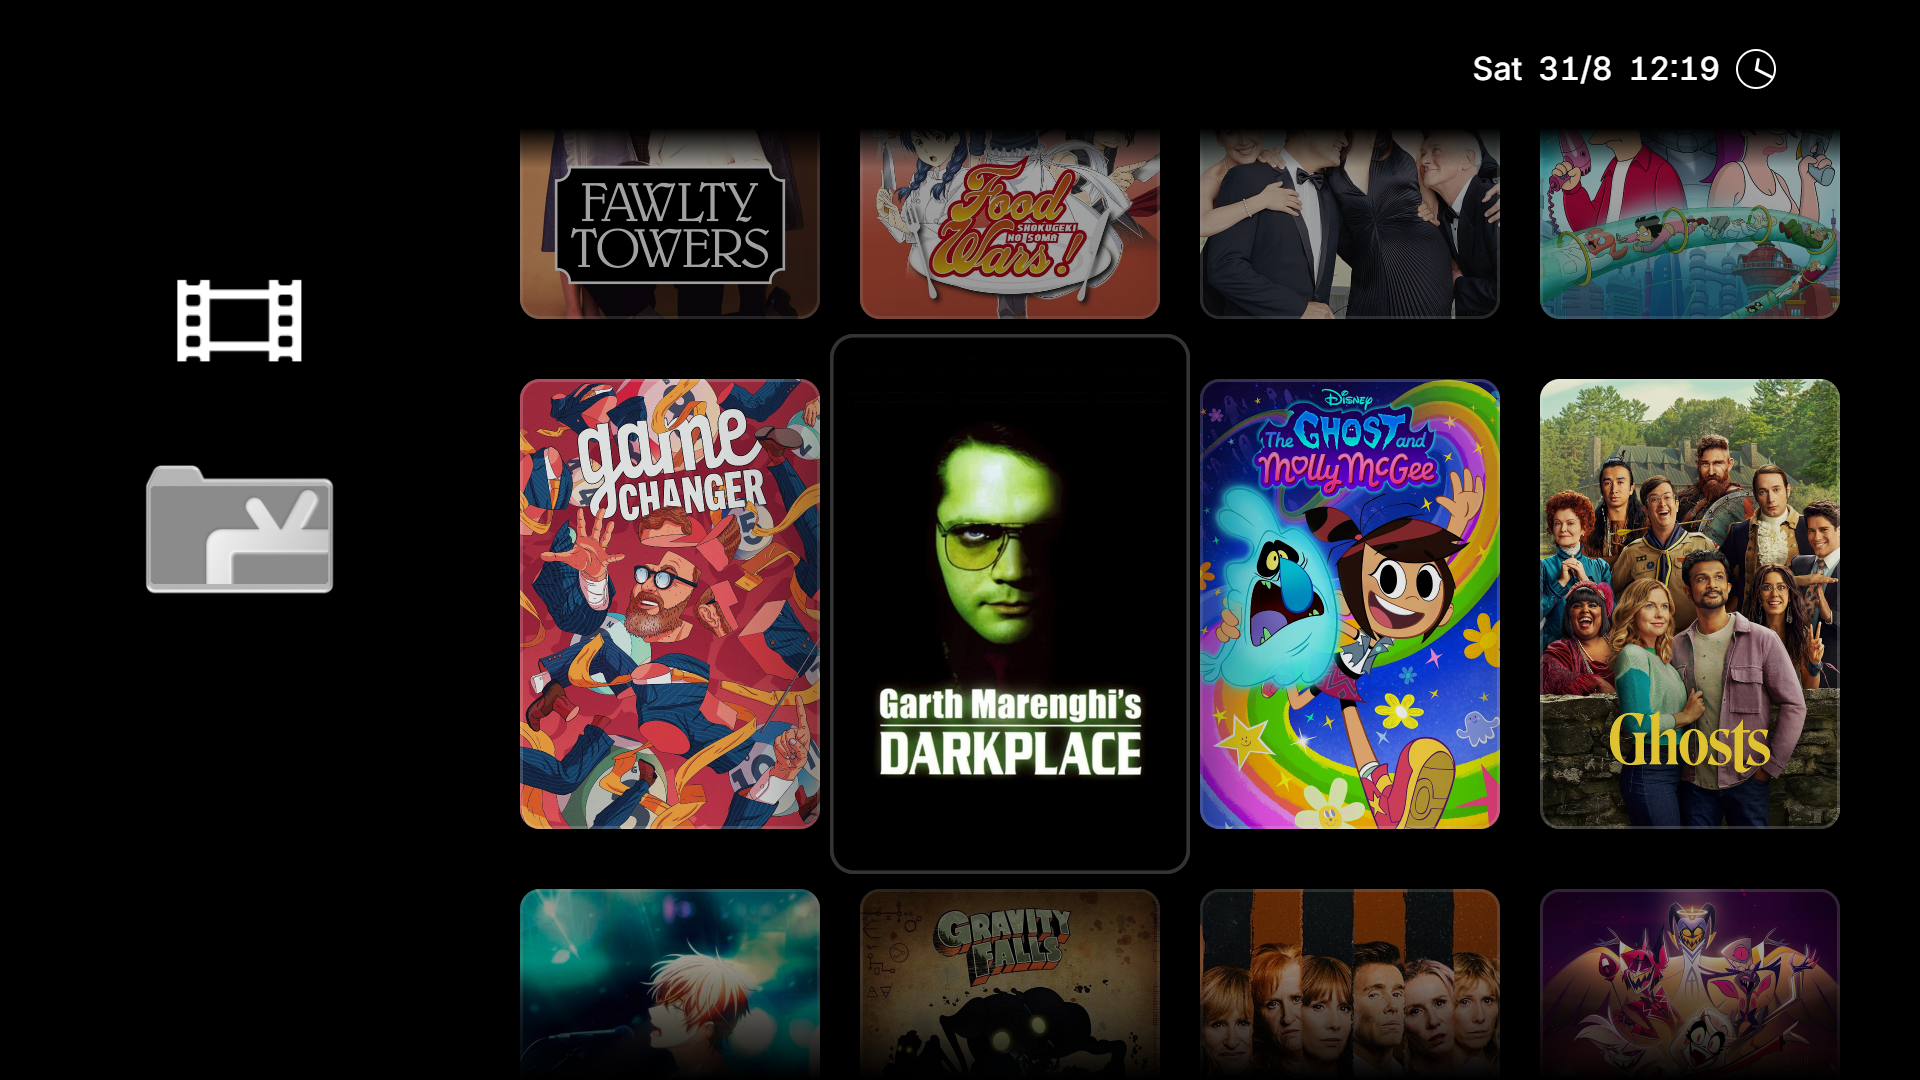 Sat 31/8 12:19
FAWLTY
TOWERS
Food
SHOKUGEKI
NO SOMA
Wars!
game
CHANGER
Garth Marenghi's
DARKPLACE
Disney
The GHOST and
Molly McGee
Ghosts
GRAVITY
FALLS